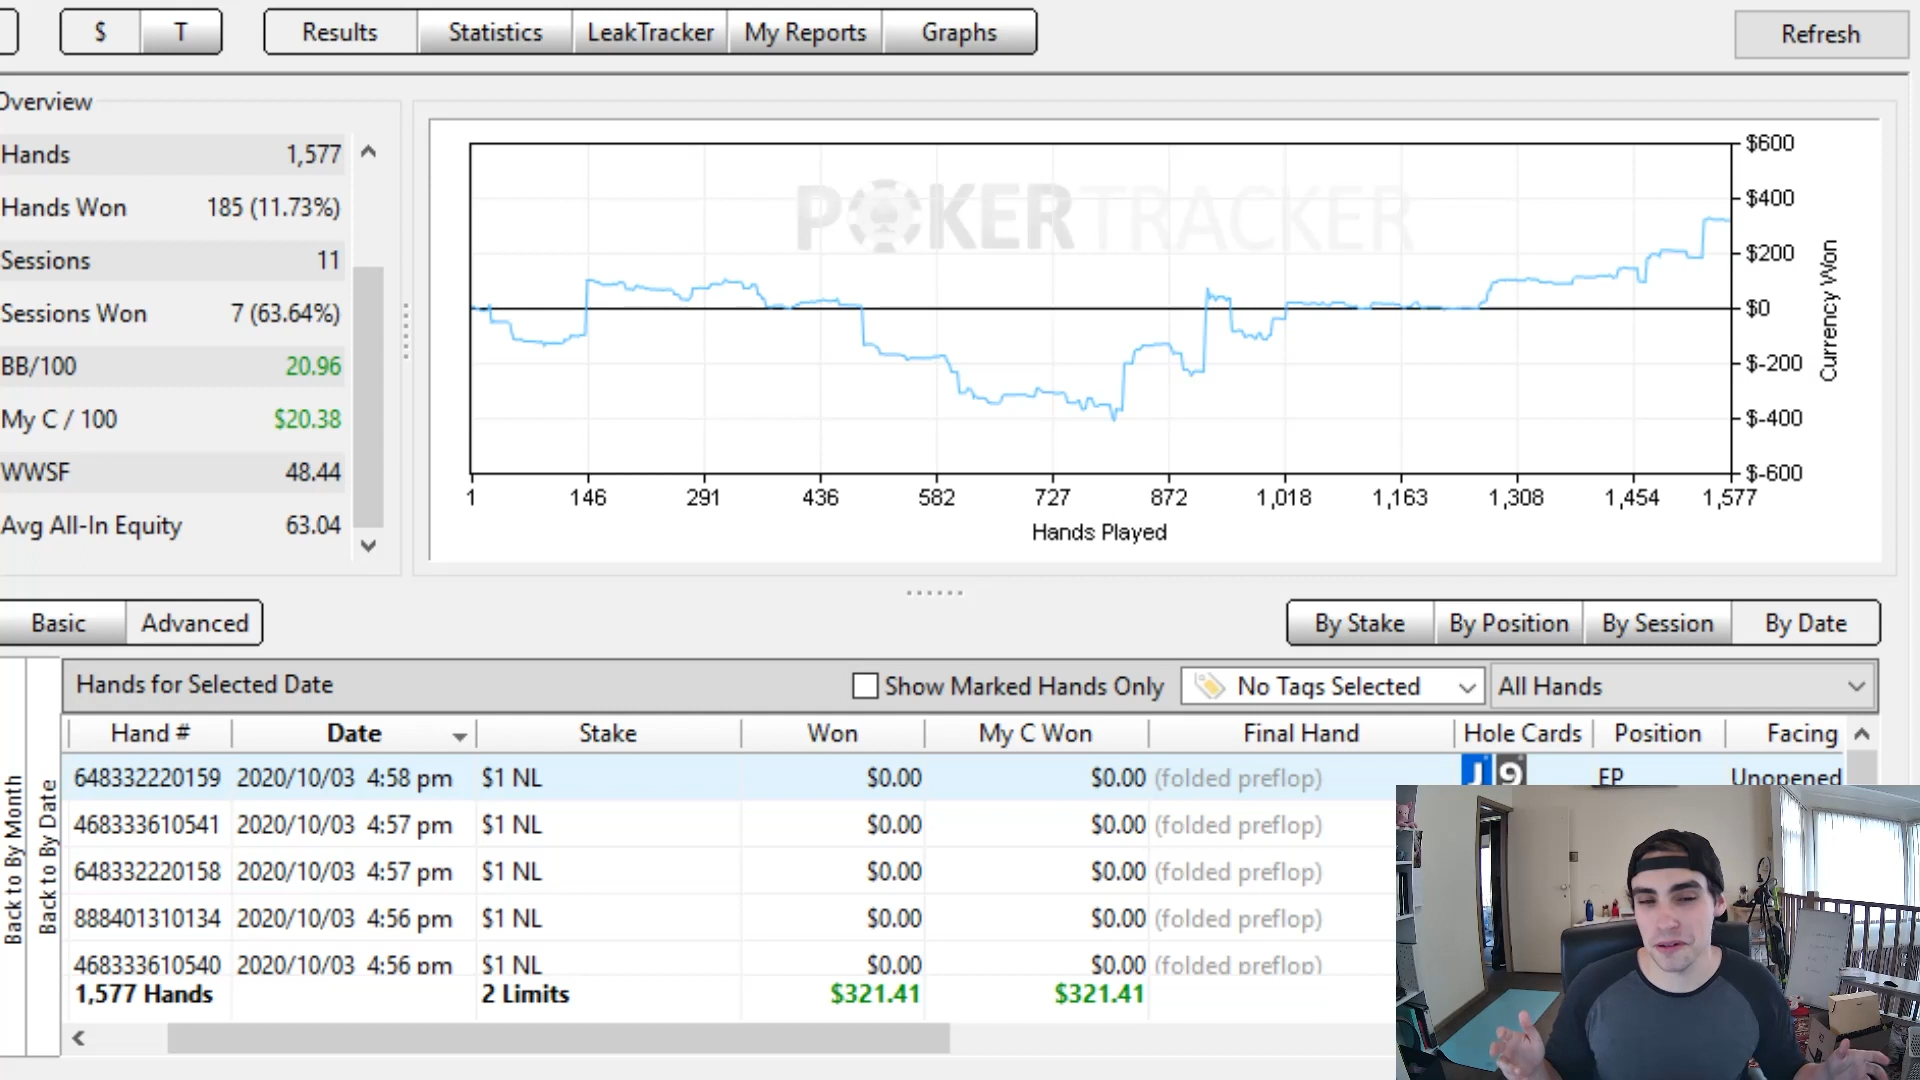 $ T Results Statistics LeakTracker My Reports Graphs Refresh
Overview
Hands 1,577
Hands Won 185 (11.73%)
Sessions 11
Sessions Won 7 (63.64%)
BB/100 20.96
My C / 100 $20.38
WWSF 48.44
Avg All-In Equity 63.04
POKERTRACKER
$600
$400
$200
$0
$-200
$-400
$-600
Currency Won
1 146 291 436 582 727 872 1,018 1,163 1,308 1,454 1,577
Hands Played
Basic Advanced By Stake By Position By Session By Date
Back to By Month
Back to By Date
Hands for Selected Date Show Marked Hands Only No Tags Selected All Hands
Hand # Date Stake Won My C Won Final Hand Hole Cards Position Facing
648332220159 2020/10/03 4:58 pm $1 NL $0.00 $0.00 (folded preflop) J 9 EP Unopened
468333610541 2020/10/03 4:57 pm $1 NL $0.00 $0.00 (folded preflop)
648332220158 2020/10/03 4:57 pm $1 NL $0.00 $0.00 (folded preflop)
888401310134 2020/10/03 4:56 pm $1 NL $0.00 $0.00 (folded preflop)
468333610540 2020/10/03 4:56 pm $1 NL $0.00 $0.00 (folded preflop)
1,577 Hands 2 Limits $321.41 $321.41